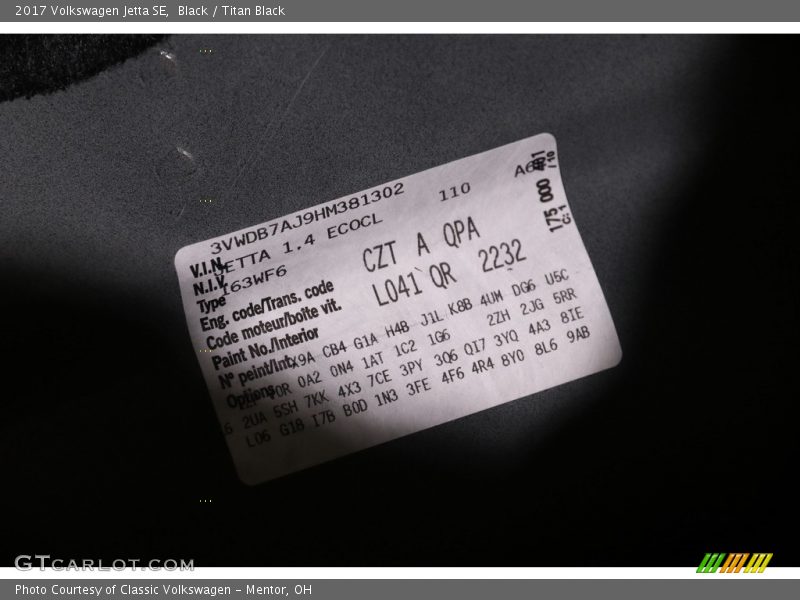 2017 Volkswagen Jetta SE, Black / Titan Black
3VWDB7AJ9HM381302 110
V.I.N. JETTA 1.4 ECOCL
N.I.V.
Type 163WF6
Eng. code/Trans. code CZT A QPA
Code moteur/boîte vit.
Paint No./Interior L041 QR 2232
Nº peint/Int.
X9A CB4 G1A H4B J1L K8B 4UM DG6 U5C
Options 0A2 0N4 1AT 1C2 1G6 2ZH 2JG 5RR
2UA 5SH 7KK 4X3 7CE 3PY 3Q6 QI7 3YQ 4A3 8IE
L06 G1B I7B B0D 1N3 3FE 4F6 4R4 8Y0 8L6 9AB
175 000
C:1
GTCARLOT.COM
Photo Courtesy of Classic Volkswagen - Mentor, OH